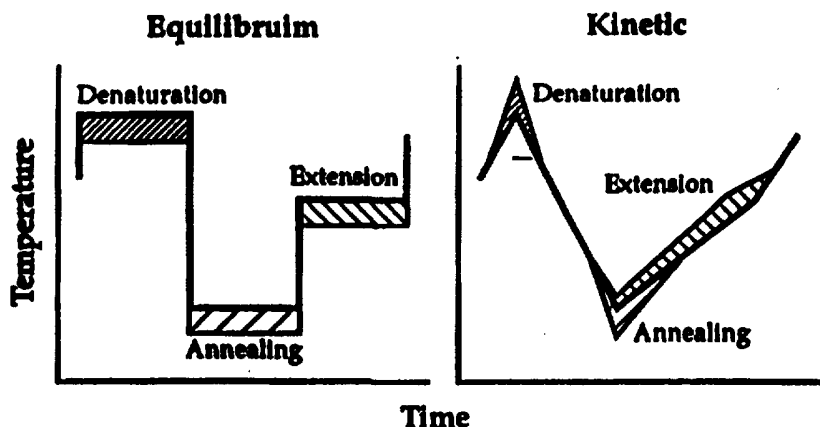 Equilibruim
Kinetic
Denaturation
Extension
Annealing
Denaturation
Extension
Annealing
Temperature
Time